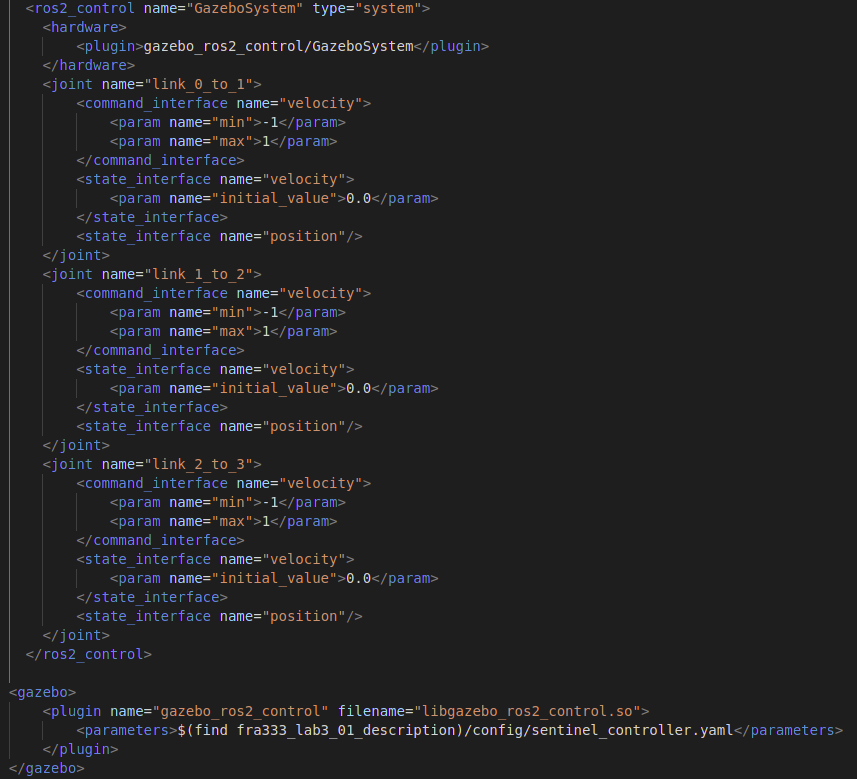 <ros2_control name="GazeboSystem" type="system">
<hardware>
<plugin>gazebo_ros2_control/GazeboSystem</plugin>
</hardware>
<joint name="link_0_to_1">
<command_interface name="velocity">
<param name="min">-1</param>
<param name="max">1</param>
</command_interface>
<state_interface name="velocity">
<param name="initial_value">0.0</param>
</state_interface>
<state_interface name="position"/>
</joint>
<joint name="link_1_to_2">
<command_interface name="velocity">
<param name="min">-1</param>
<param name="max">1</param>
</command_interface>
<state_interface name="velocity">
<param name="initial_value">0.0</param>
</state_interface>
<state_interface name="position"/>
</joint>
<joint name="link_2_to_3">
<command_interface name="velocity">
<param name="min">-1</param>
<param name="max">1</param>
</command_interface>
<state_interface name="velocity">
<param name="initial_value">0.0</param>
</state_interface>
<state_interface name="position"/>
</joint>
</ros2_control>
<gazebo>
<plugin name="gazebo_ros2_control" filename="libgazebo_ros2_control.so">
<parameters>$(find fra333_lab3_01_description)/config/sentinel_controller.yaml</parameters>
</plugin>
</gazebo>